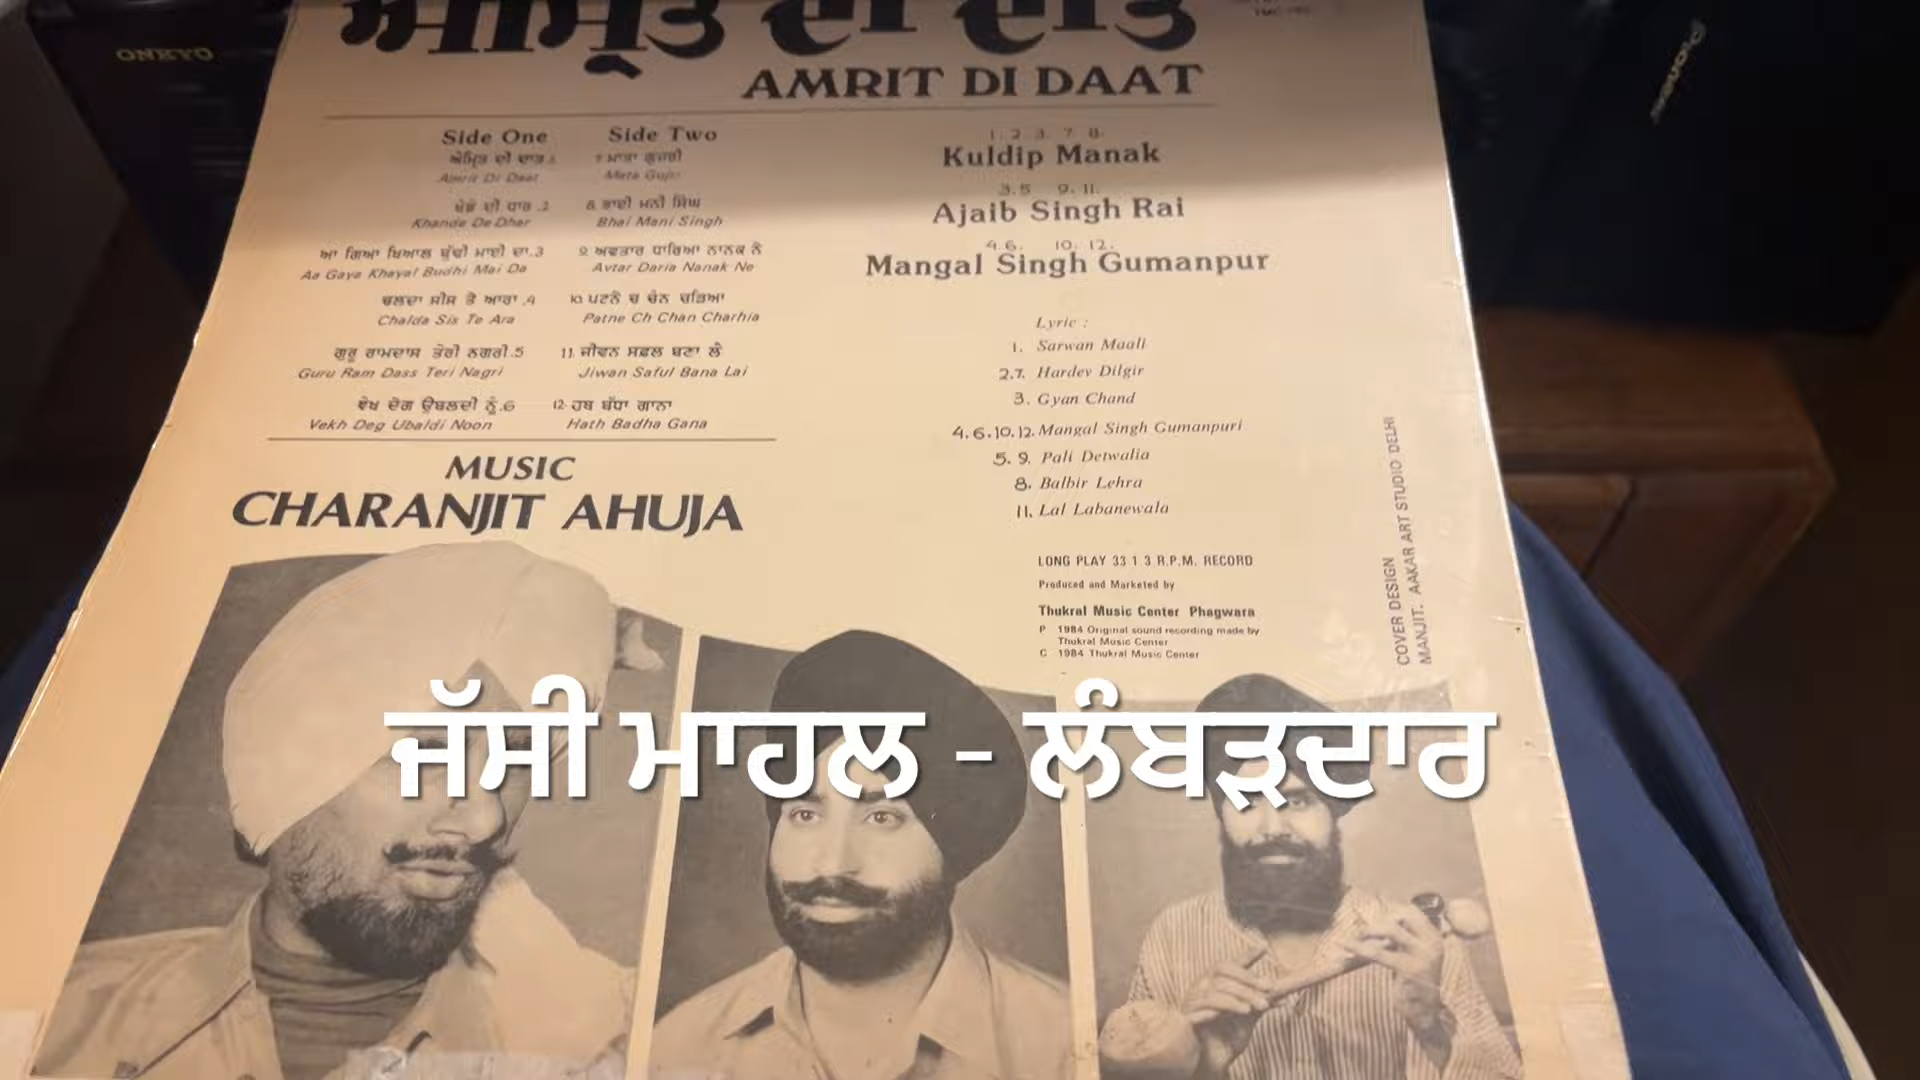 ONKYO
Pioneer
ਅੰਮ੍ਰਿਤ ਦੀ ਦਾਤ
AMRIT DI DAAT
Side One
ਅੰਮ੍ਰਿਤ ਦੀ ਦਾਤ .1
Amrit Di Daat
ਖੰਡੇ ਦੀ ਧਾਰ .2
Khande De Dhar
ਆ ਗਿਆ ਖਿਆਲ ਬੁੱਢੀ ਮਾਈ ਦਾ .3
Aa Gaya Khayal Budhi Mai Da
ਚਲਦਾ ਸੀਸ ਤੇ ਆਰਾ .4
Chalda Sis Te Ara
ਗੁਰੂ ਰਾਮਦਾਸ ਤੇਰੀ ਨਗਰੀ .5
Guru Ram Dass Teri Nagri
ਵੇਖ ਦੇਗ ਉਬਲਦੀ ਨੂੰ .6
Vekh Deg Ubaldi Noon
Side Two
7 ਮਾਤਾ ਗੁਜਰੀ
Mata Gujri
8. ਭਾਈ ਮਨੀ ਸਿੰਘ
Bhai Mani Singh
9 ਅਵਤਾਰ ਧਾਰਿਆ ਨਾਨਕ ਨੇ
Avtar Daria Nanak Ne
10 ਪਟਨੇ ਚ ਚੰਨ ਚੜਿਆ
Patne Ch Chan Charhia
11 ਜੀਵਨ ਸਫ਼ਲ ਬਣਾ ਲੈ
Jiwan Saful Bana Lai
12 ਹਥ ਬੱਧਾ ਗਾਨਾ
Hath Badha Gana
MUSIC
CHARANJIT AHUJA
1. 2 3. 7 8.
Kuldip Manak
3. 5 9. 11.
Ajaib Singh Rai
4. 6. 10. 12.
Mangal Singh Gumanpur
Lyric :
1. Sarwan Maali
2.7. Hardev Dilgir
3. Gyan Chand
4.6.10.12. Mangal Singh Gumanpuri
5. 9. Pali Detwalia
8. Balbir Lehra
11. Lal Labanewala
LONG PLAY 33 1 3 R.P.M. RECORD
Produced and Marketed by
Thukral Music Center Phagwara
P 1984 Original sound recording made by
Thukral Music Center
C 1984 Thukral Music Center
COVER DESIGN
MANJIT. AAKAR ART STUDIO DELHI
ਜੱਸੀ ਮਾਹਲ - ਲੰਬੜਦਾਰ